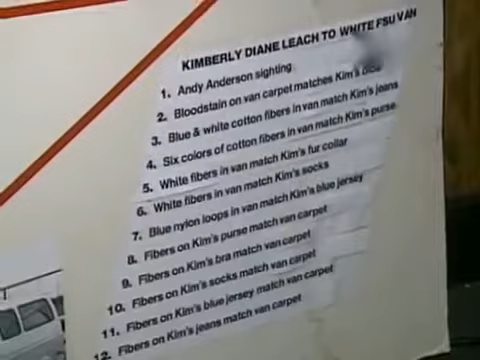 KIMBERLY DIANE LEACH TO WHITE FSU VAN
1. Andy Anderson sighting
2. Bloodstain on van carpet matches Kim's blood
3. Blue & white cotton fibers in van match Kim's jeans
4. Six colors of cotton fibers in van match Kim's purse
5. White fibers in van match Kim's fur collar
6. White fibers in van match Kim's socks
7. Blue nylon loops in van match Kim's blue jersey
8. Fibers on Kim's purse match van carpet
9. Fibers on Kim's bra match van carpet
10. Fibers on Kim's socks match van carpet
11. Fibers on Kim's blue jersey match van carpet
12. Fibers on Kim's jeans match van carpet